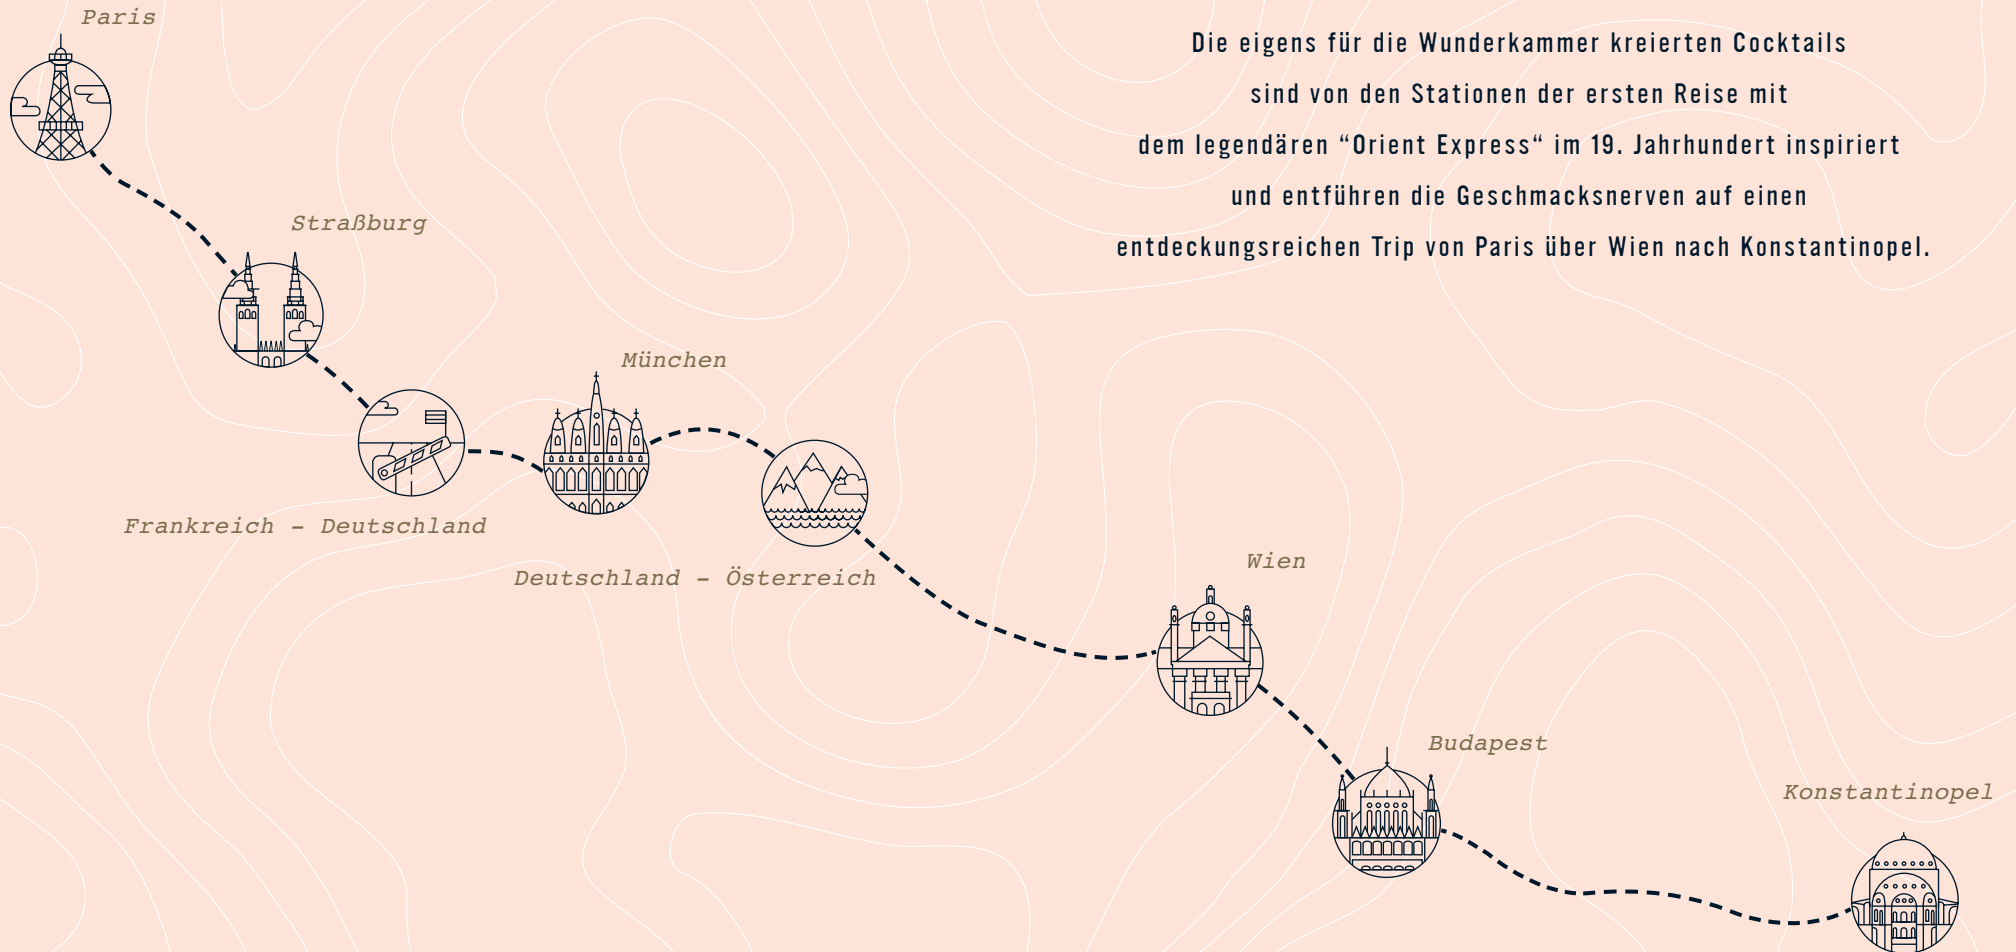 Paris
Die eigens für die Wunderkammer kreierten Cocktails
sind von den Stationen der ersten Reise mit
dem legendären “Orient Express“ im 19. Jahrhundert inspiriert
und entführen die Geschmacksnerven auf einen
entdeckungsreichen Trip von Paris über Wien nach Konstantinopel.
Straßburg
München
Frankreich – Deutschland
Deutschland – Österreich
Wien
Budapest
Konstantinopel